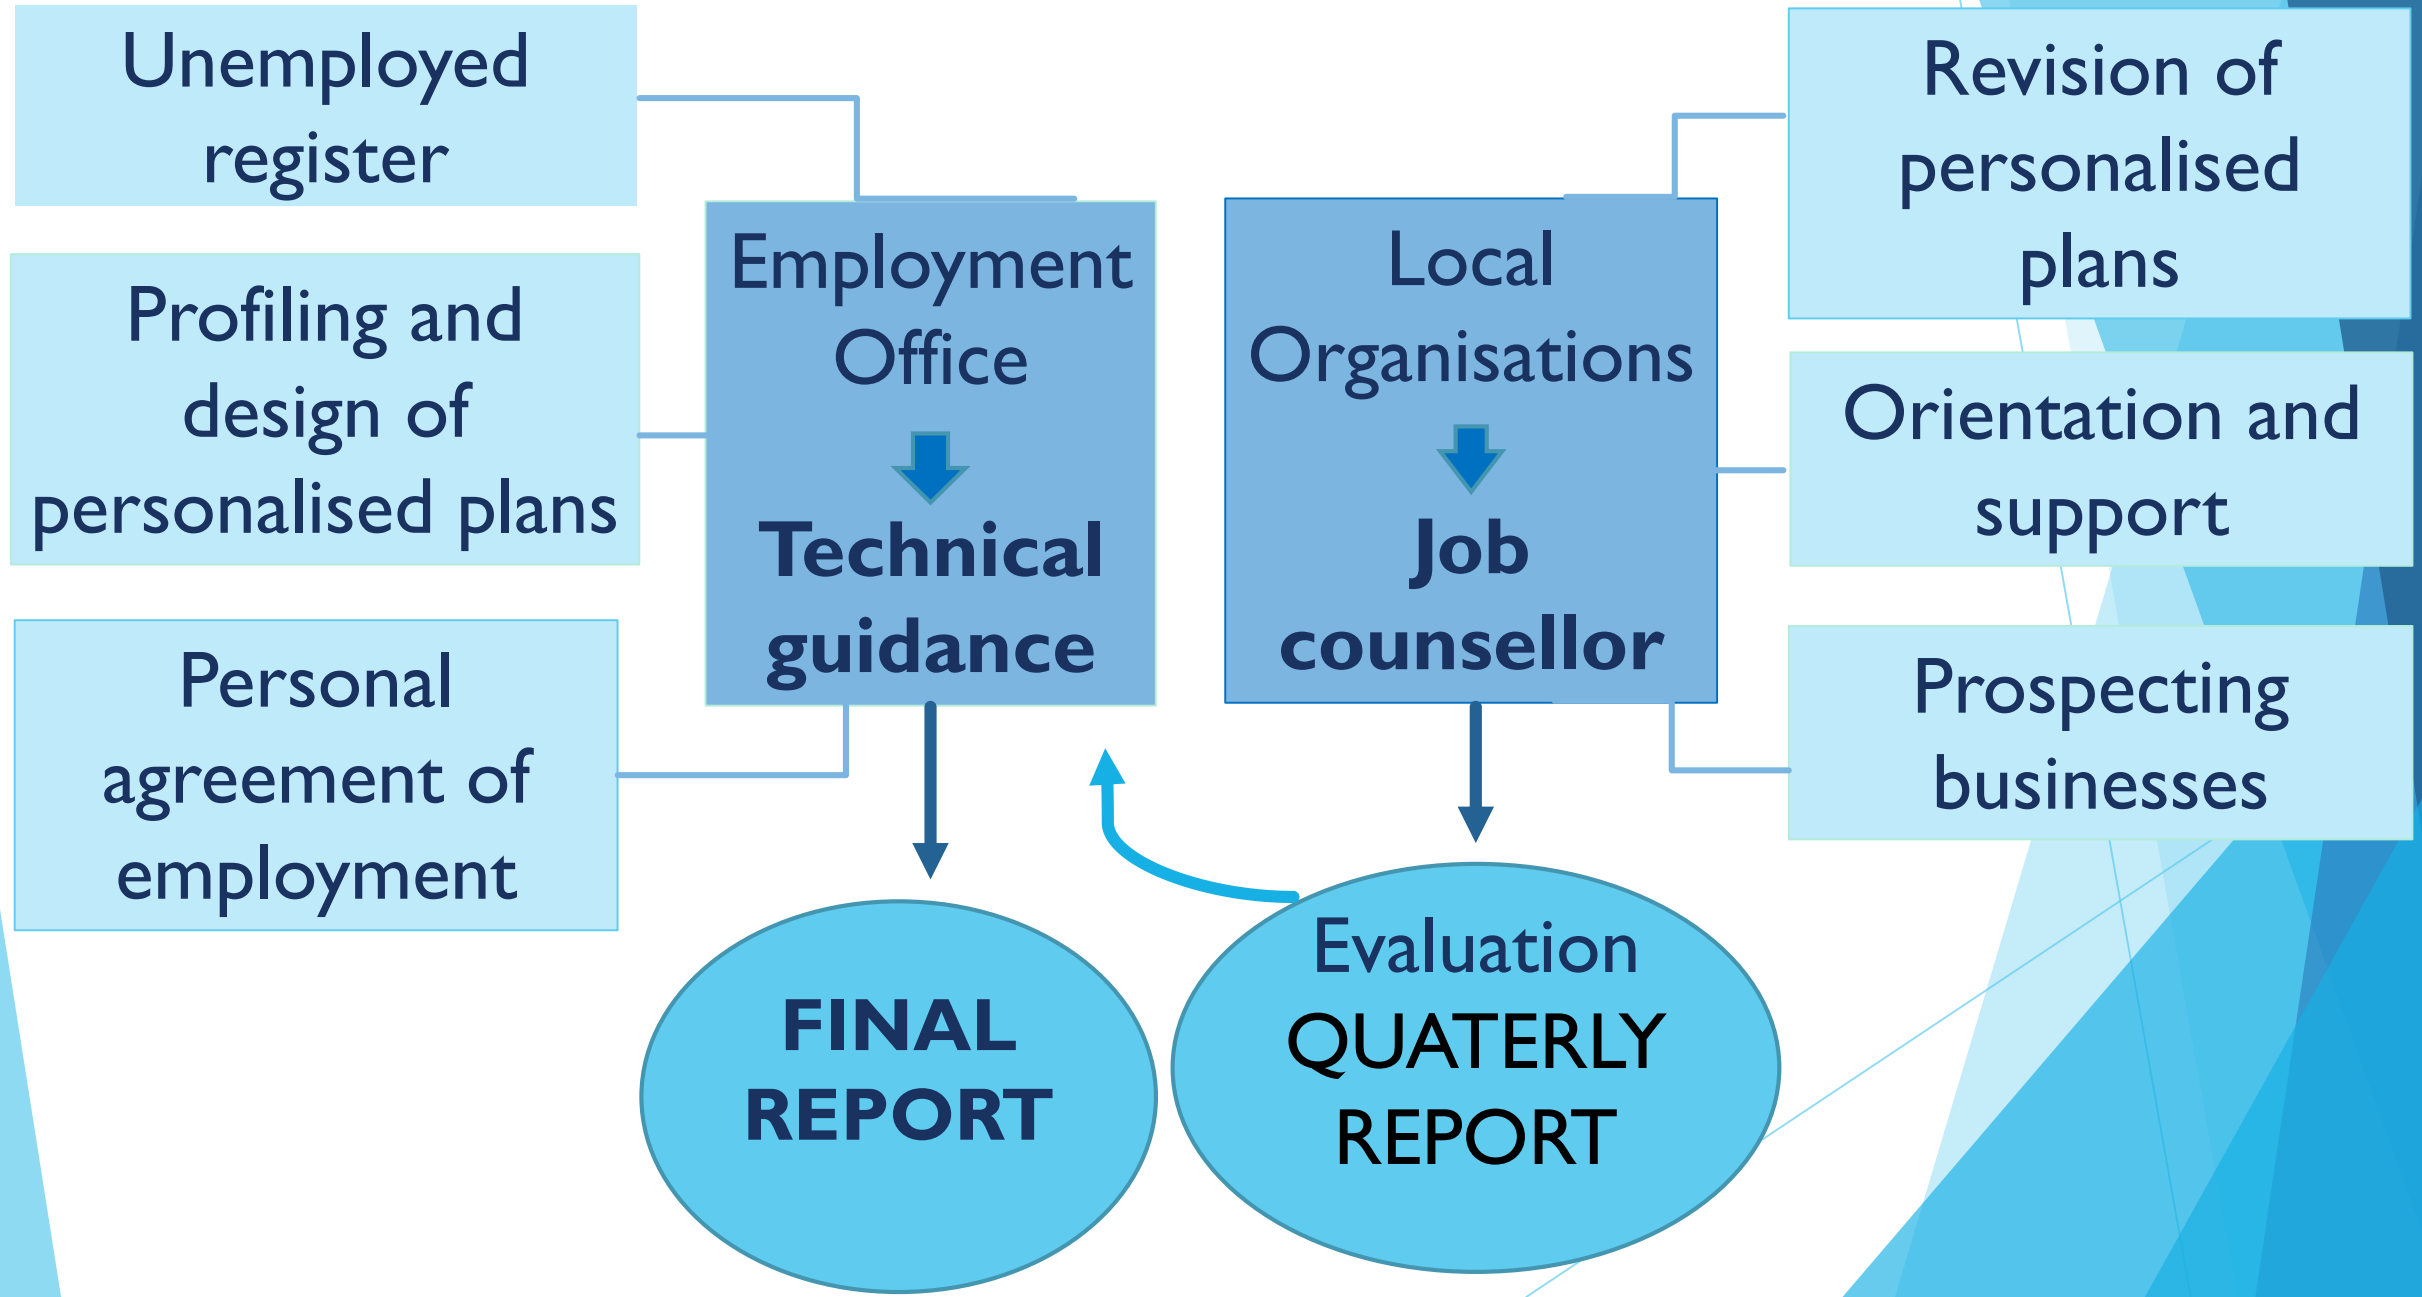 Unemployed
register
Profiling and
design of
personalised plans
Personal
agreement of
employment
Employment
Office
Technical
guidance
FINAL
REPORT
Local
Organisations
Job
counsellor
Evaluation
QUATERLY
REPORT
Revision of
personalised
plans
Orientation and
support
Prospecting
businesses